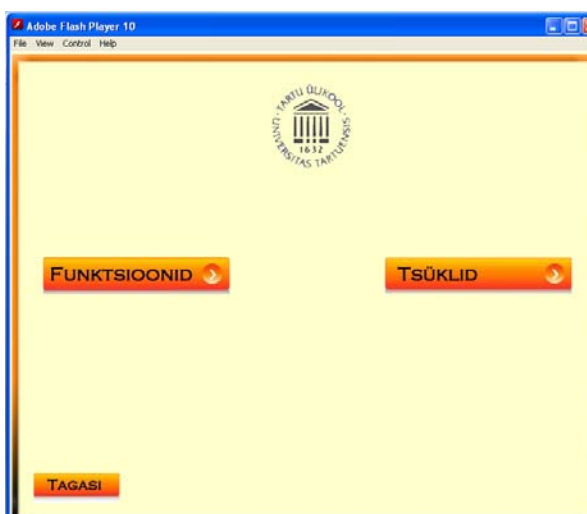 Adobe Flash Player 10
File View Control Help
· TARTU ÜLIKOOL ·
UNIVERSITAS TARTUENSIS
1632
FUNKTSIOONID
TSÜKLID
TAGASI